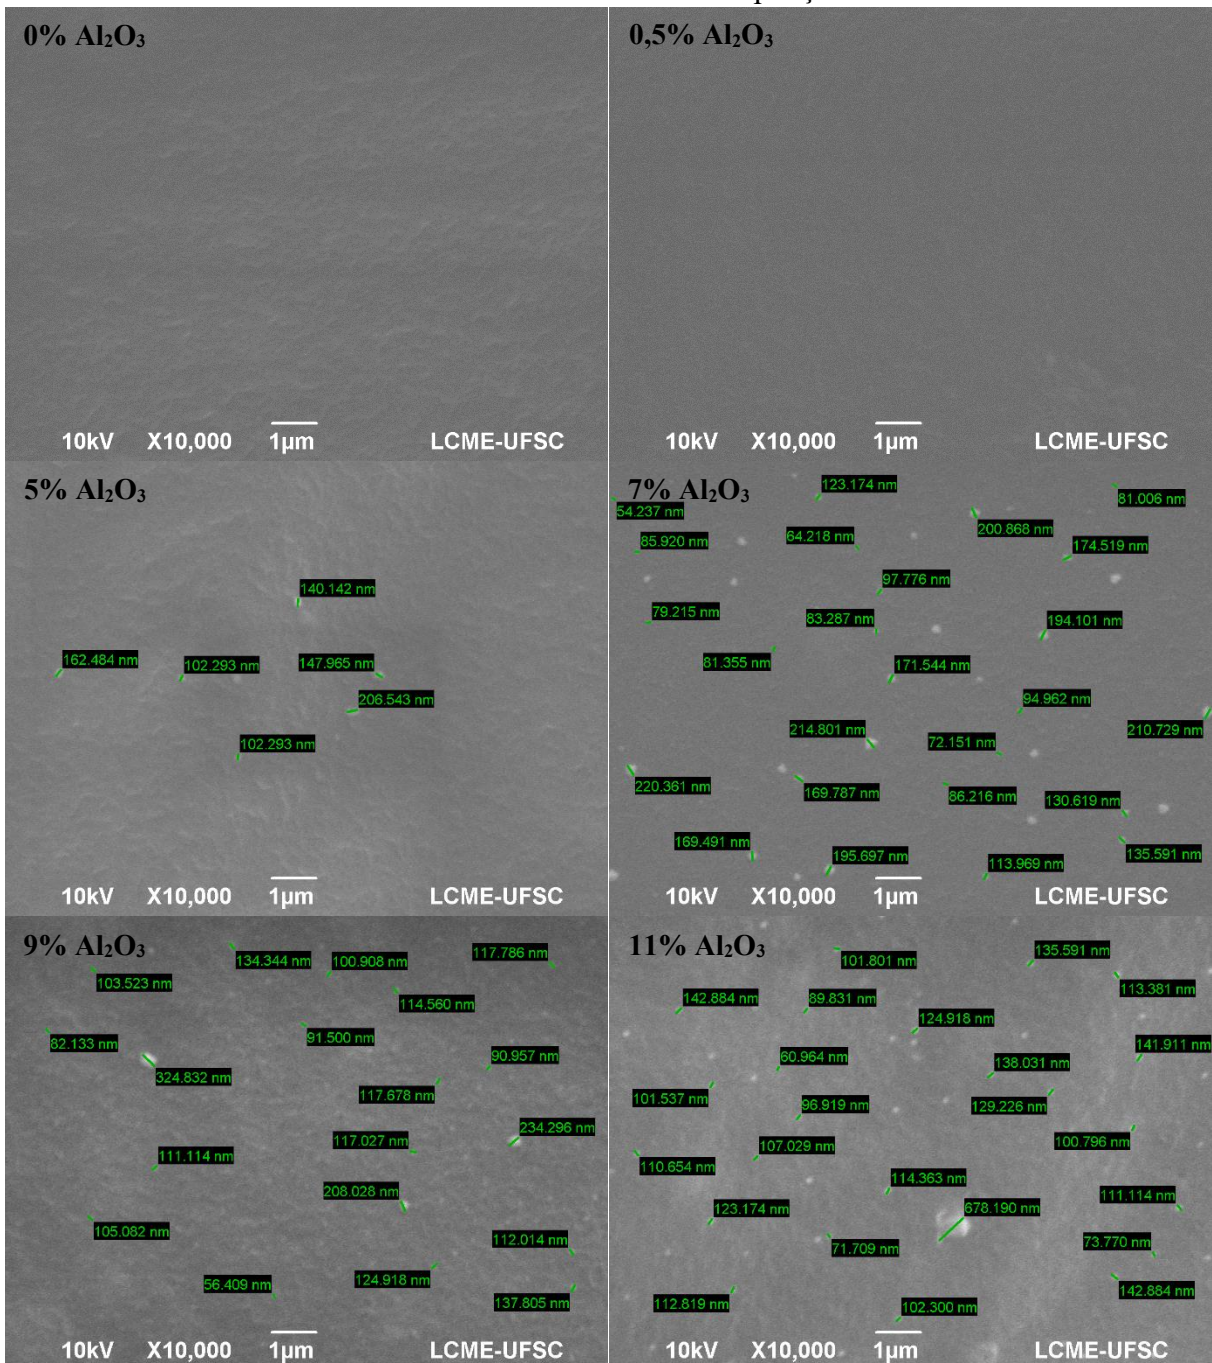 0% Al₂O₃
10kV X10,000 1µm LCME-UFSC
0,5% Al₂O₃
10kV X10,000 1µm LCME-UFSC
5% Al₂O₃
140.142 nm
162.484 nm
102.293 nm
147.965 nm
206.543 nm
102.293 nm
10kV X10,000 1µm LCME-UFSC
7% Al₂O₃
123.174 nm
81.006 nm
54.237 nm
200.868 nm
85.920 nm
64.218 nm
174.519 nm
97.776 nm
79.215 nm
83.287 nm
194.101 nm
81.355 nm
171.544 nm
94.962 nm
214.801 nm
72.151 nm
210.729 nm
220.361 nm
169.787 nm
86.216 nm
130.619 nm
169.491 nm
195.697 nm
113.969 nm
135.591 nm
10kV X10,000 1µm LCME-UFSC
9% Al₂O₃
134.344 nm
100.908 nm
117.786 nm
103.523 nm
114.560 nm
82.133 nm
91.500 nm
90.957 nm
324.832 nm
117.678 nm
234.296 nm
117.027 nm
111.114 nm
208.028 nm
105.082 nm
112.014 nm
56.409 nm
124.918 nm
137.805 nm
10kV X10,000 1µm LCME-UFSC
11% Al₂O₃
101.801 nm
135.591 nm
113.381 nm
142.884 nm
89.831 nm
124.918 nm
141.911 nm
60.964 nm
138.031 nm
101.537 nm
96.919 nm
129.226 nm
100.796 nm
107.029 nm
110.654 nm
114.363 nm
111.114 nm
123.174 nm
678.190 nm
71.709 nm
73.770 nm
142.884 nm
112.819 nm
102.300 nm
10kV X10,000 1µm LCME-UFSC